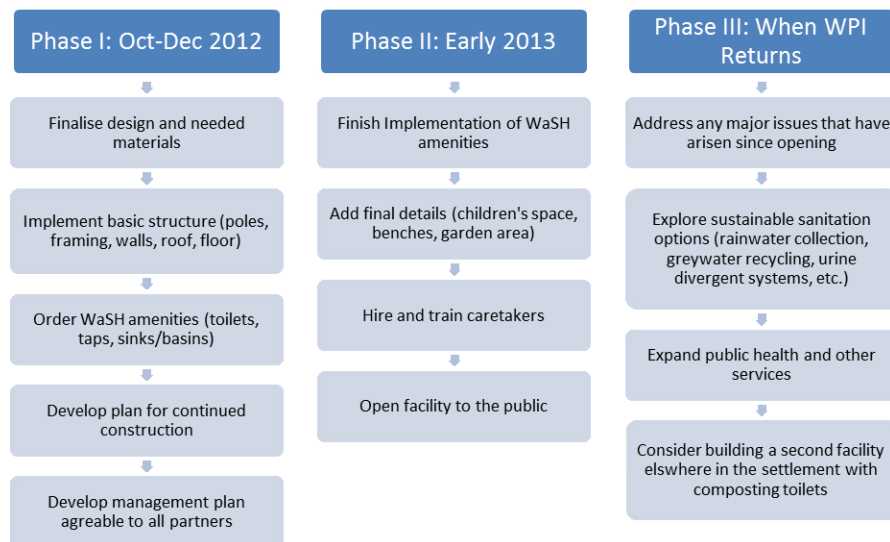 Phase I: Oct-Dec 2012
Finalise design and needed
materials
Implement basic structure (poles,
framing, walls, roof, floor)
Order WaSH amenities (toilets,
taps, sinks/basins)
Develop plan for continued
construction
Develop management plan
agreable to all partners
Phase II: Early 2013
Finish Implementation of WaSH
amenities
Add final details (children's space,
benches, garden area)
Hire and train caretakers
Open facility to the public
Phase III: When WPI
Returns
Address any major issues that have
arisen since opening
Explore sustainable sanitation
options (rainwater collection,
greywater recycling, urine
divergent systems, etc.)
Expand public health and other
services
Consider building a second facility
elswhere in the settlement with
composting toilets